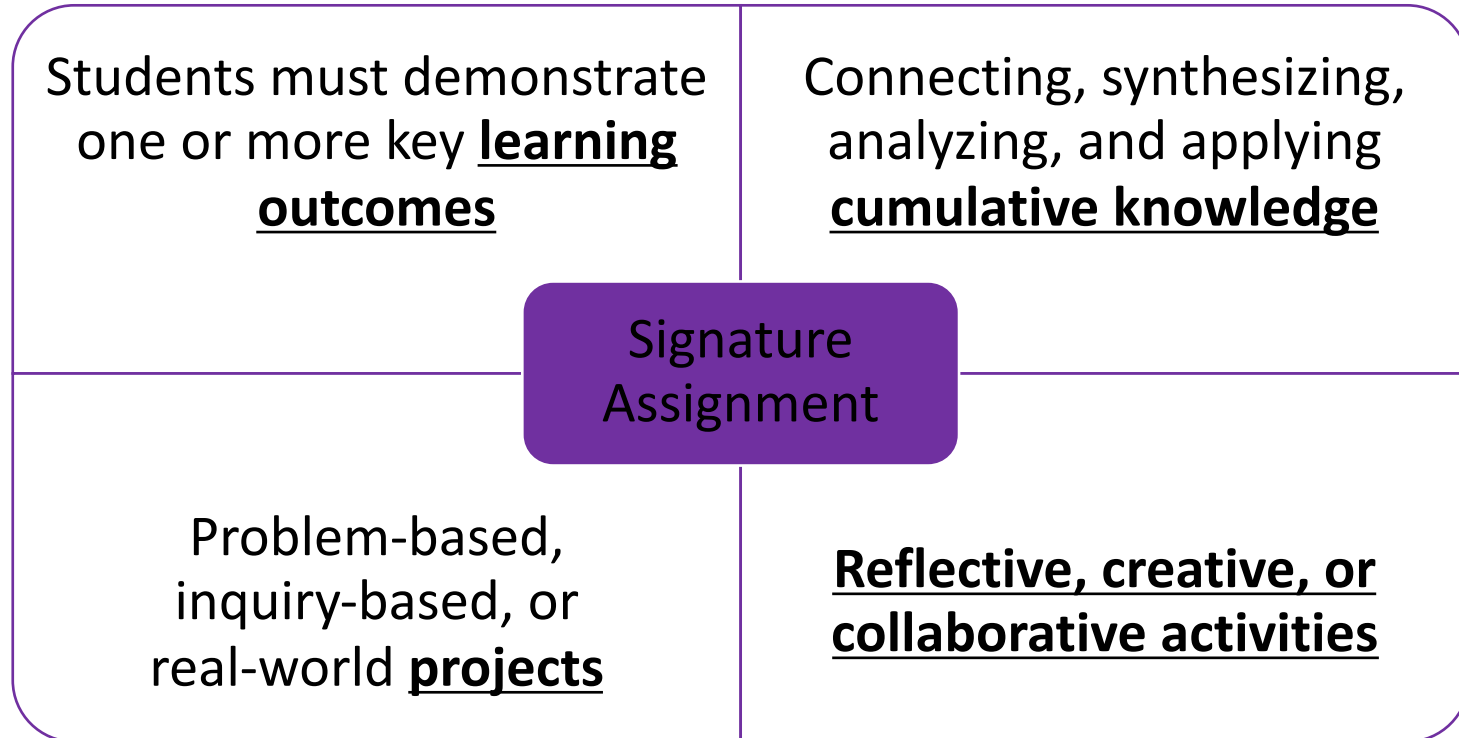 Students must demonstrate
one or more key learning
outcomes
Connecting, synthesizing,
analyzing, and applying
cumulative knowledge
Signature
Assignment
Problem-based,
inquiry-based, or
real-world projects
Reflective, creative, or
collaborative activities